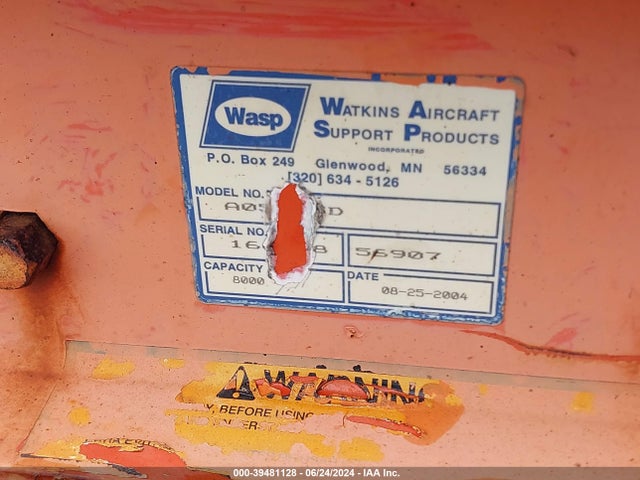 Wasp
WATKINS AIRCRAFT
SUPPORT PRODUCTS
INCORPORATED
P.O. Box 249 Glenwood, MN 56334
[320] 634 - 5126
MODEL NO.
SERIAL NO.
56907
CAPACITY DATE
8000 08-25-2004
WARNING
BEFORE USING
000-39481128 - 06/24/2024 - IAA Inc.